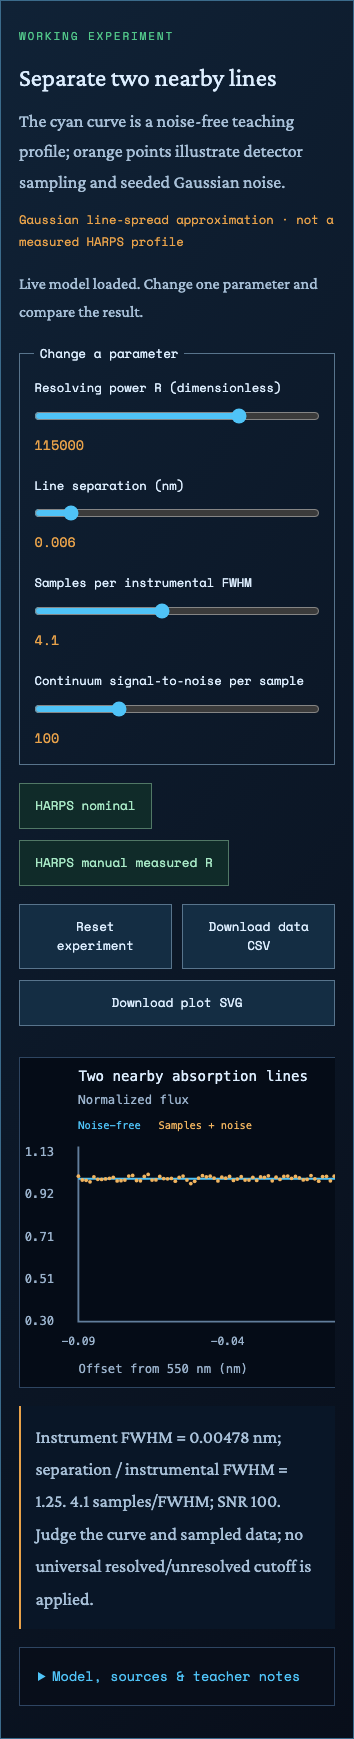 WORKING EXPERIMENT
Separate two nearby lines
The cyan curve is a noise-free teaching
profile; orange points illustrate detector
sampling and seeded Gaussian noise.
Gaussian line-spread approximation · not a
measured HARPS profile
Live model loaded. Change one parameter and
compare the result.
Change a parameter
Resolving power R (dimensionless)
115000
Line separation (nm)
0.006
Samples per instrumental FWHM
4.1
Continuum signal-to-noise per sample
100
HARPS nominal
HARPS manual measured R
Reset
experiment
Download data
CSV
Download plot SVG
Two nearby absorption lines
Normalized flux
Noise-free Samples + noise
1.13
0.92
0.71
0.51
0.30
−0.09 −0.04
Offset from 550 nm (nm)
Instrument FWHM = 0.00478 nm;
separation / instrumental FWHM =
1.25. 4.1 samples/FWHM; SNR 100.
Judge the curve and sampled data; no
universal resolved/unresolved cutoff is
applied.
▶ Model, sources & teacher notes